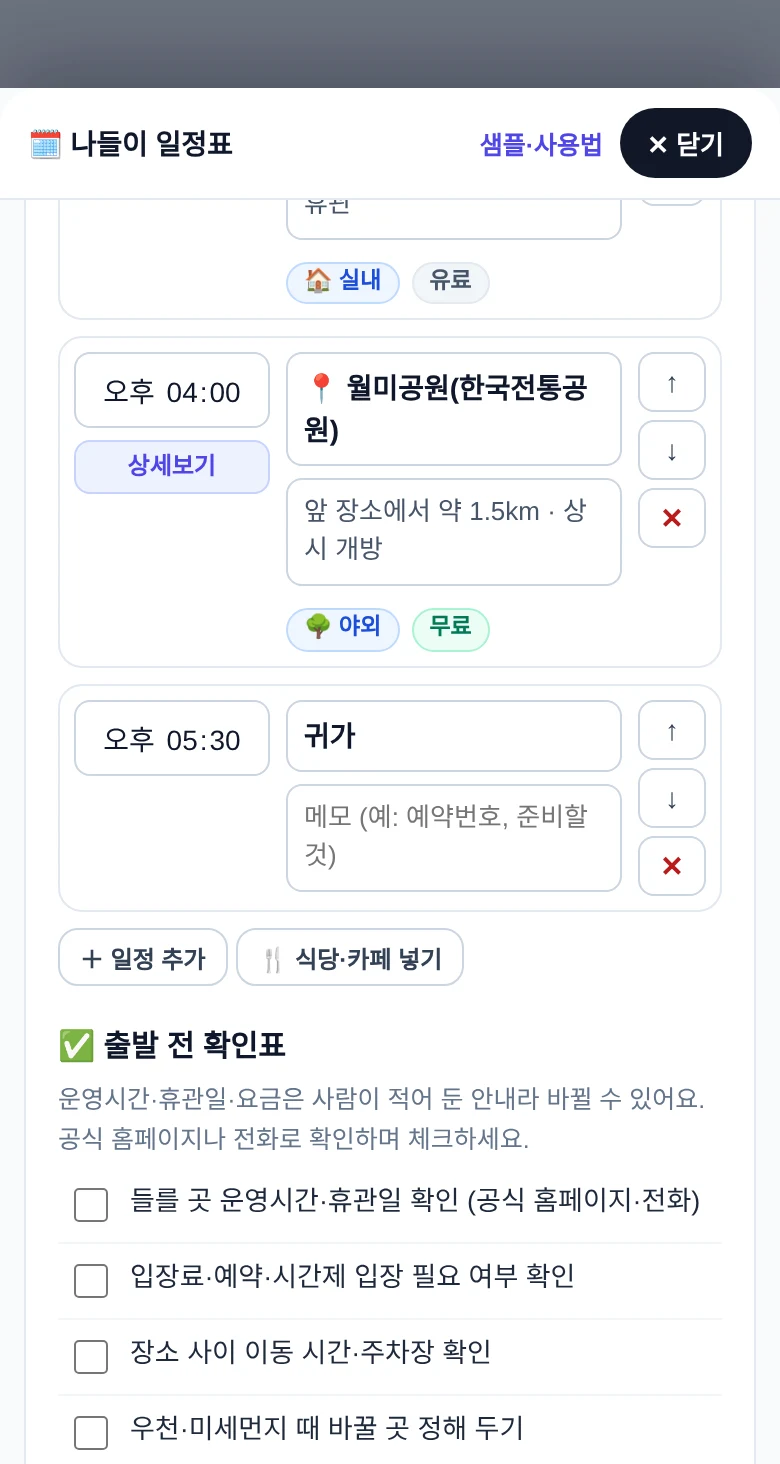 나들이 일정표
샘플·사용법
✕ 닫기
휴관
실내
유료
오후 04:00
상세보기
월미공원(한국전통공
원)
앞 장소에서 약 1.5km · 상
시 개방
야외
무료
↑
↓
✕
오후 05:30
귀가
메모 (예: 예약번호, 준비할
것)
↑
↓
✕
+ 일정 추가
식당·카페 넣기
출발 전 확인표
운영시간·휴관일·요금은 사람이 적어 둔 안내라 바뀔 수 있어요.
공식 홈페이지나 전화로 확인하며 체크하세요.
들를 곳 운영시간·휴관일 확인 (공식 홈페이지·전화)
입장료·예약·시간제 입장 필요 여부 확인
장소 사이 이동 시간·주차장 확인
우천·미세먼지 때 바꿀 곳 정해 두기